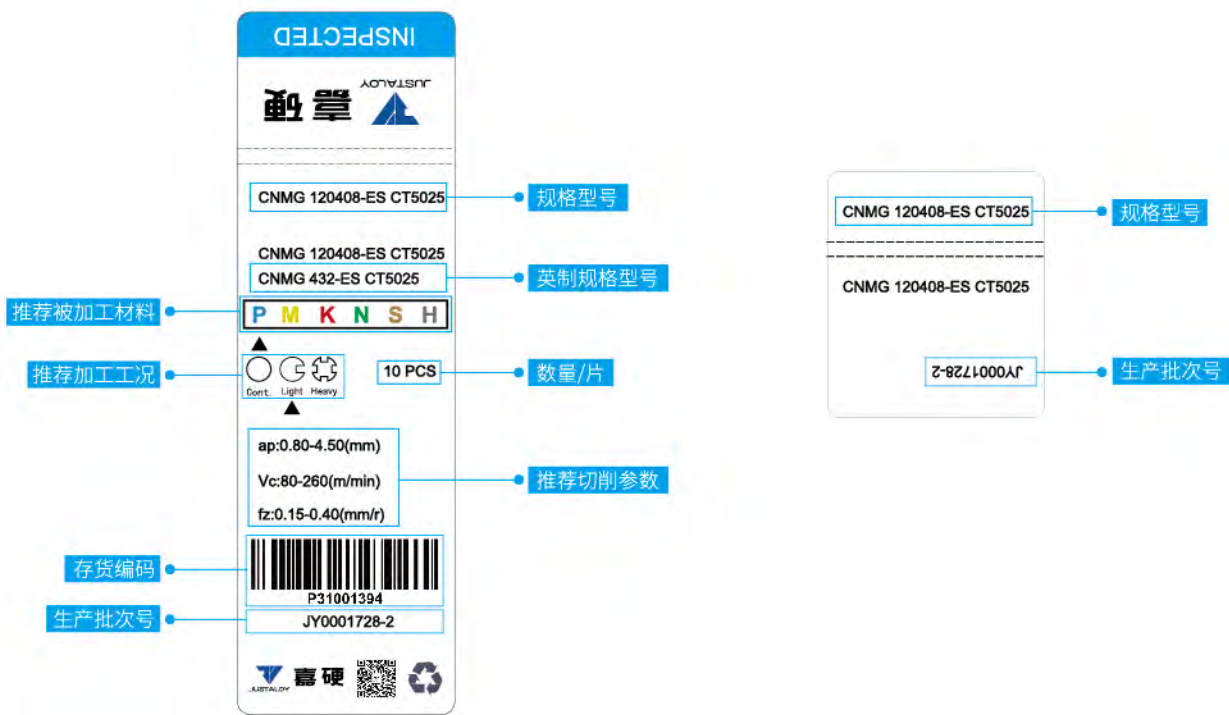 INSPECTED
JUSTALOY
嘉硬
CNMG 120408-ES CT5025
规格型号
CNMG 120408-ES CT5025
CNMG 432-ES CT5025
英制规格型号
推荐被加工材料
P M K N S H
推荐加工工况
Cont. Light Heavy
10 PCS
数量/片
ap:0.80-4.50(mm)
Vc:80-260(m/min)
fz:0.15-0.40(mm/r)
推荐切削参数
存货编码
P31001394
生产批次号
JY0001728-2
JUSTALOY
嘉硬
CNMG 120408-ES CT5025
规格型号
CNMG 120408-ES CT5025
JY0001728-2
生产批次号